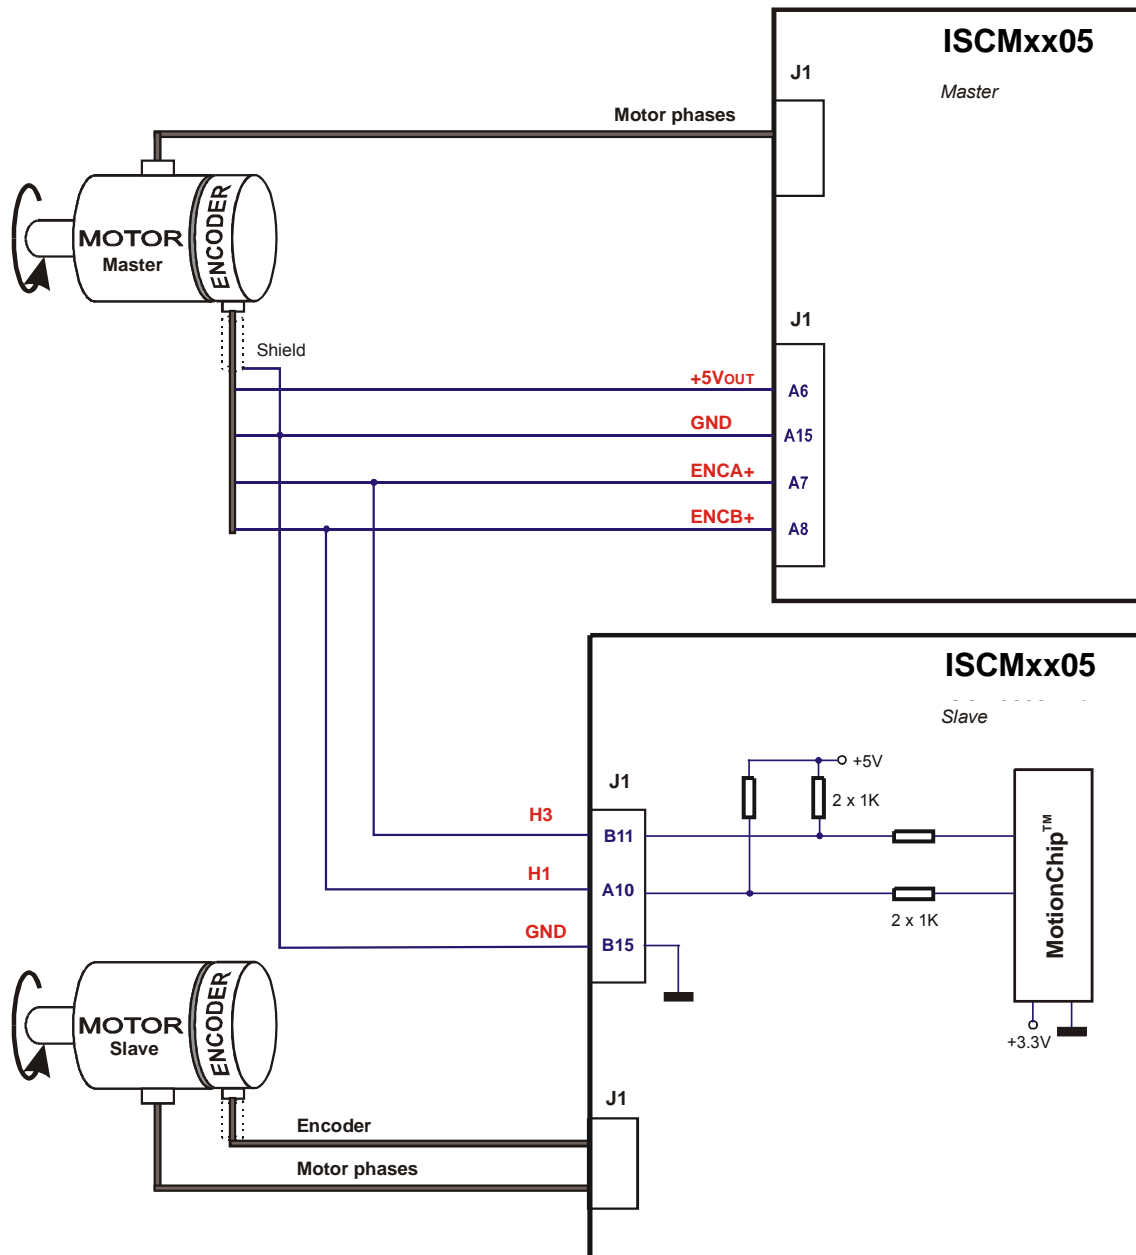 ISCMxx05
Master
J1
Motor phases
MOTOR
Master
ENCODER
Shield
J1
+5VOUT
A6
GND
A15
ENCA+
A7
ENCB+
A8
ISCMxx05
Slave
J1
+5V
2 x 1K
H3
B11
H1
A10
2 x 1K
GND
B15
MotionChip™
+3.3V
MOTOR
Slave
ENCODER
J1
Encoder
Motor phases